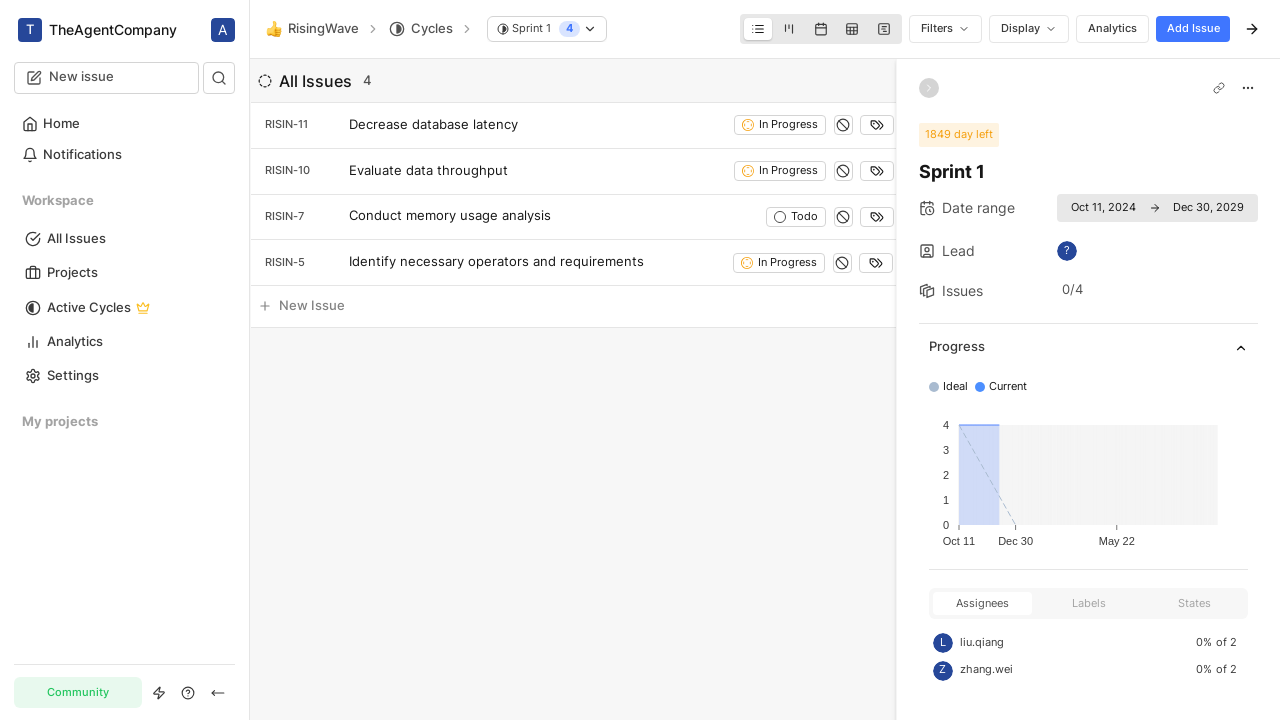 T TheAgentCompany A
New issue
Home
Notifications
Workspace
All Issues
Projects
Active Cycles
Analytics
Settings
My projects
Community
RisingWave Cycles Sprint 1 4
Filters Display Analytics Add Issue
All Issues 4
RISIN-11 Decrease database latency In Progress
RISIN-10 Evaluate data throughput In Progress
RISIN-7 Conduct memory usage analysis Todo
RISIN-5 Identify necessary operators and requirements In Progress
New Issue
1849 day left
Sprint 1
Date range Oct 11, 2024 Dec 30, 2029
Lead ?
Issues 0/4
Progress
Ideal Current
4
3
2
1
0
Oct 11 Dec 30 May 22
Assignees Labels States
L liu.qiang 0% of 2
Z zhang.wei 0% of 2